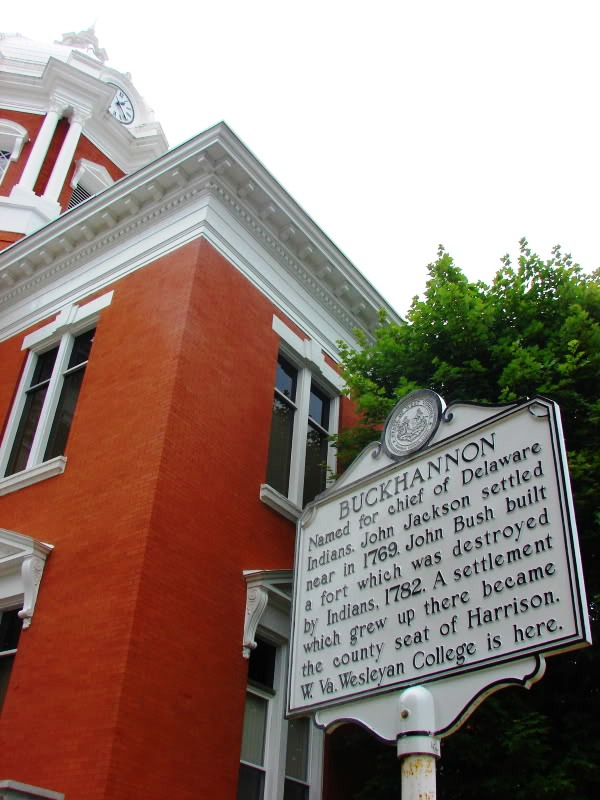 BUCKHANNON
Named for chief of Delaware
Indians. John Jackson settled
near in 1769. John Bush built
a fort which was destroyed
by Indians, 1782. A settlement
which grew up there became
the county seat of Harrison.
W. Va. Wesleyan College is here.